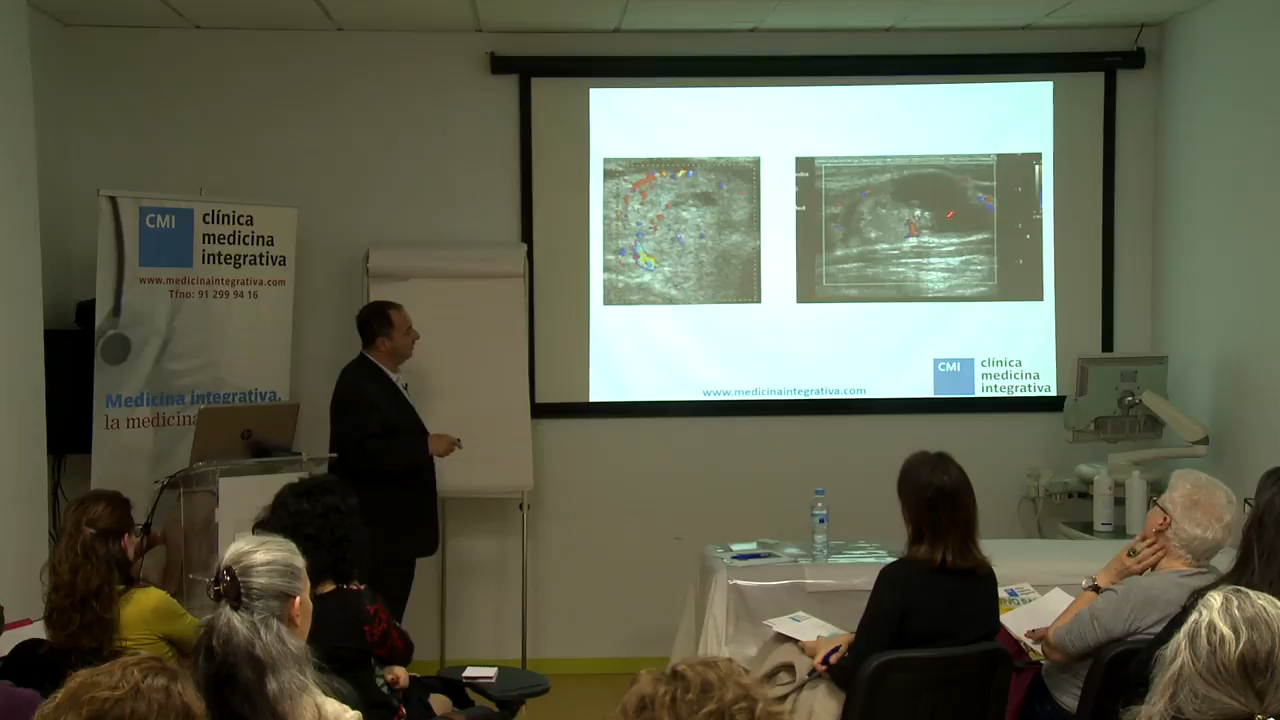 CMI
clínica
medicina
integrativa
www.medicinaintegrativa.com
Tfno: 91 299 94 16
Medicina integrativa,
la medicina
www.medicinaintegrativa.com
CMI
clínica
medicina
integrativa
hp